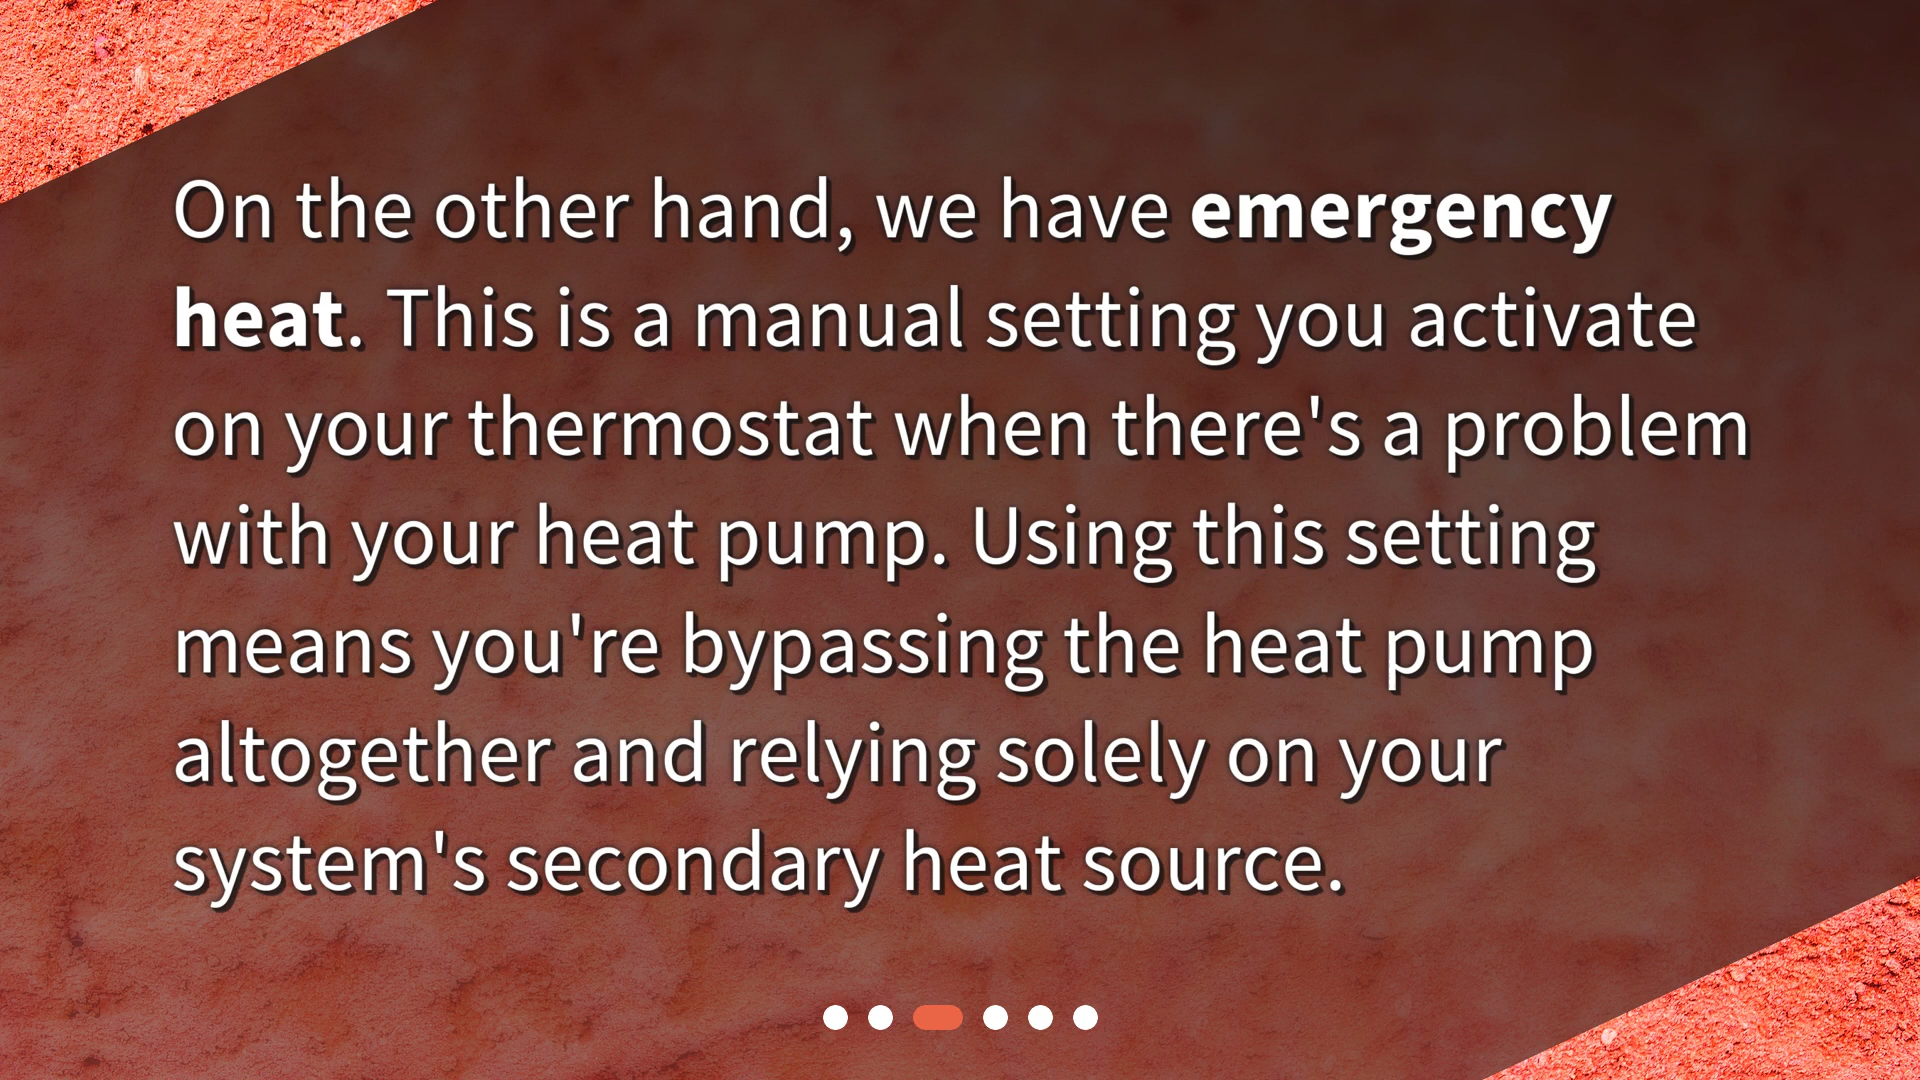 On the other hand, we have emergency
heat. This is a manual setting you activate
on your thermostat when there's a problem
with your heat pump. Using this setting
means you're bypassing the heat pump
altogether and relying solely on your
system's secondary heat source.